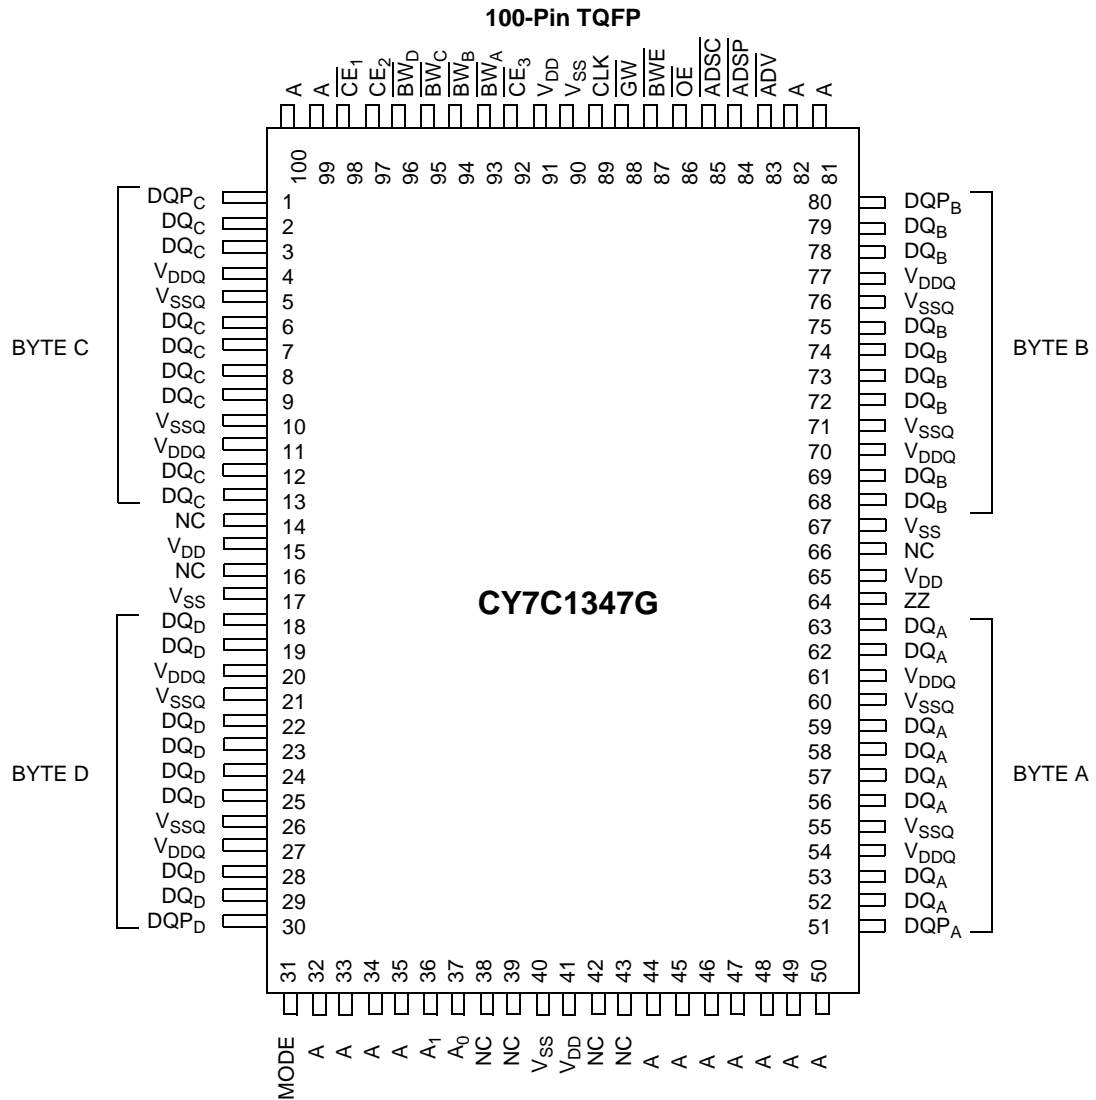 100-Pin TQFP
A A CE1 CE2 BWD BWC BWB BWA CE3 VDD VSS CLK GW BWE OE ADSC ADSP ADV A A
100 99 98 97 96 95 94 93 92 91 90 89 88 87 86 85 84 83 82 81
DQPC 1 80 DQPB
DQC 2 79 DQB
DQC 3 78 DQB
VDDQ 4 77 VDDQ
VSSQ 5 76 VSSQ
DQC 6 75 DQB
BYTE C DQC 7 74 DQB BYTE B
DQC 8 73 DQB
DQC 9 72 DQB
VSSQ 10 71 VSSQ
VDDQ 11 70 VDDQ
DQC 12 69 DQB
DQC 13 68 DQB
NC 14 67 VSS
VDD 15 66 NC
NC 16 65 VDD
VSS 17 CY7C1347G 64 ZZ
DQD 18 63 DQA
DQD 19 62 DQA
VDDQ 20 61 VDDQ
VSSQ 21 60 VSSQ
DQD 22 59 DQA
DQD 23 58 DQA
BYTE D DQD 24 57 DQA BYTE A
DQD 25 56 DQA
VSSQ 26 55 VSSQ
VDDQ 27 54 VDDQ
DQD 28 53 DQA
DQD 29 52 DQA
DQPD 30 51 DQPA
31 32 33 34 35 36 37 38 39 40 41 42 43 44 45 46 47 48 49 50
MODE A A A A A1 A0 NC NC VSS VDD NC NC A A A A A A A